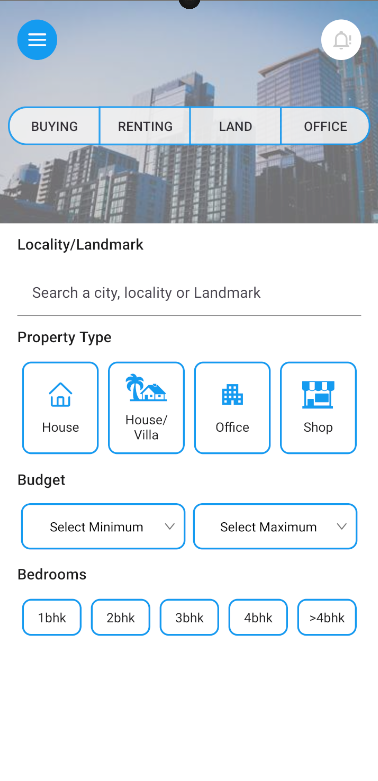 BUYING RENTING LAND OFFICE
Locality/Landmark
Search a city, locality or Landmark
Property Type
House House/ Office Shop
Villa
Budget
Select Minimum Select Maximum
Bedrooms
1bhk 2bhk 3bhk 4bhk >4bhk